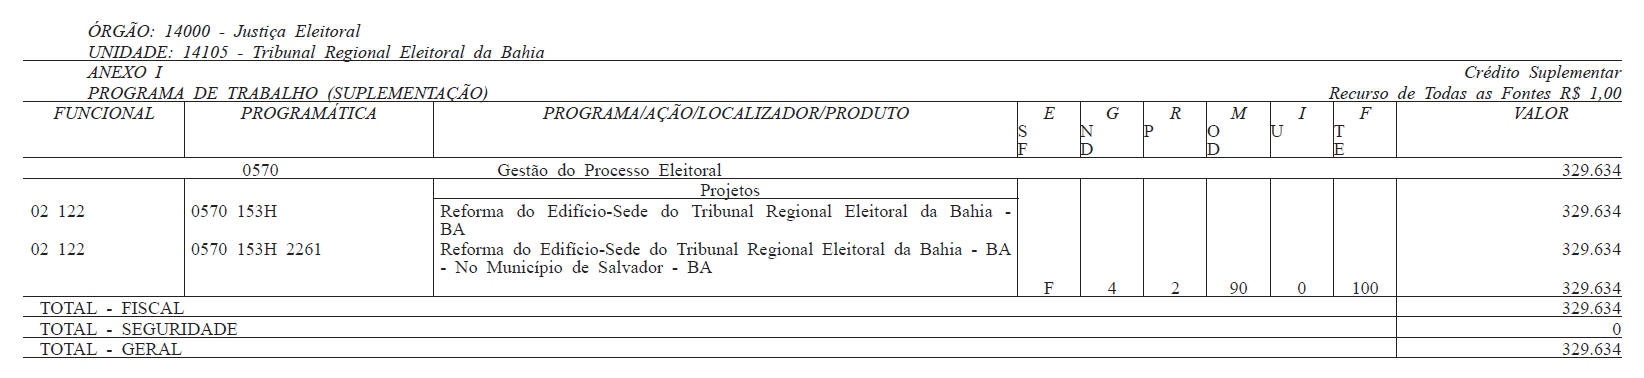 ÓRGÃO: 14000 - Justiça Eleitoral
UNIDADE: 14105 - Tribunal Regional Eleitoral da Bahia
ANEXO I Crédito Suplementar
PROGRAMA DE TRABALHO (SUPLEMENTAÇÃO) Recurso de Todas as Fontes R$ 1,00
FUNCIONAL PROGRAMÁTICA PROGRAMA/AÇÃO/LOCALIZADOR/PRODUTO E G R M I F VALOR
S N P O U T
F D D E
0570 Gestão do Processo Eleitoral 329.634
Projetos
02 122 0570 153H Reforma do Edifício-Sede do Tribunal Regional Eleitoral da Bahia - 329.634
BA
02 122 0570 153H 2261 Reforma do Edifício-Sede do Tribunal Regional Eleitoral da Bahia - BA 329.634
- No Município de Salvador - BA
F 4 2 90 0 100 329.634
TOTAL - FISCAL 329.634
TOTAL - SEGURIDADE 0
TOTAL - GERAL 329.634